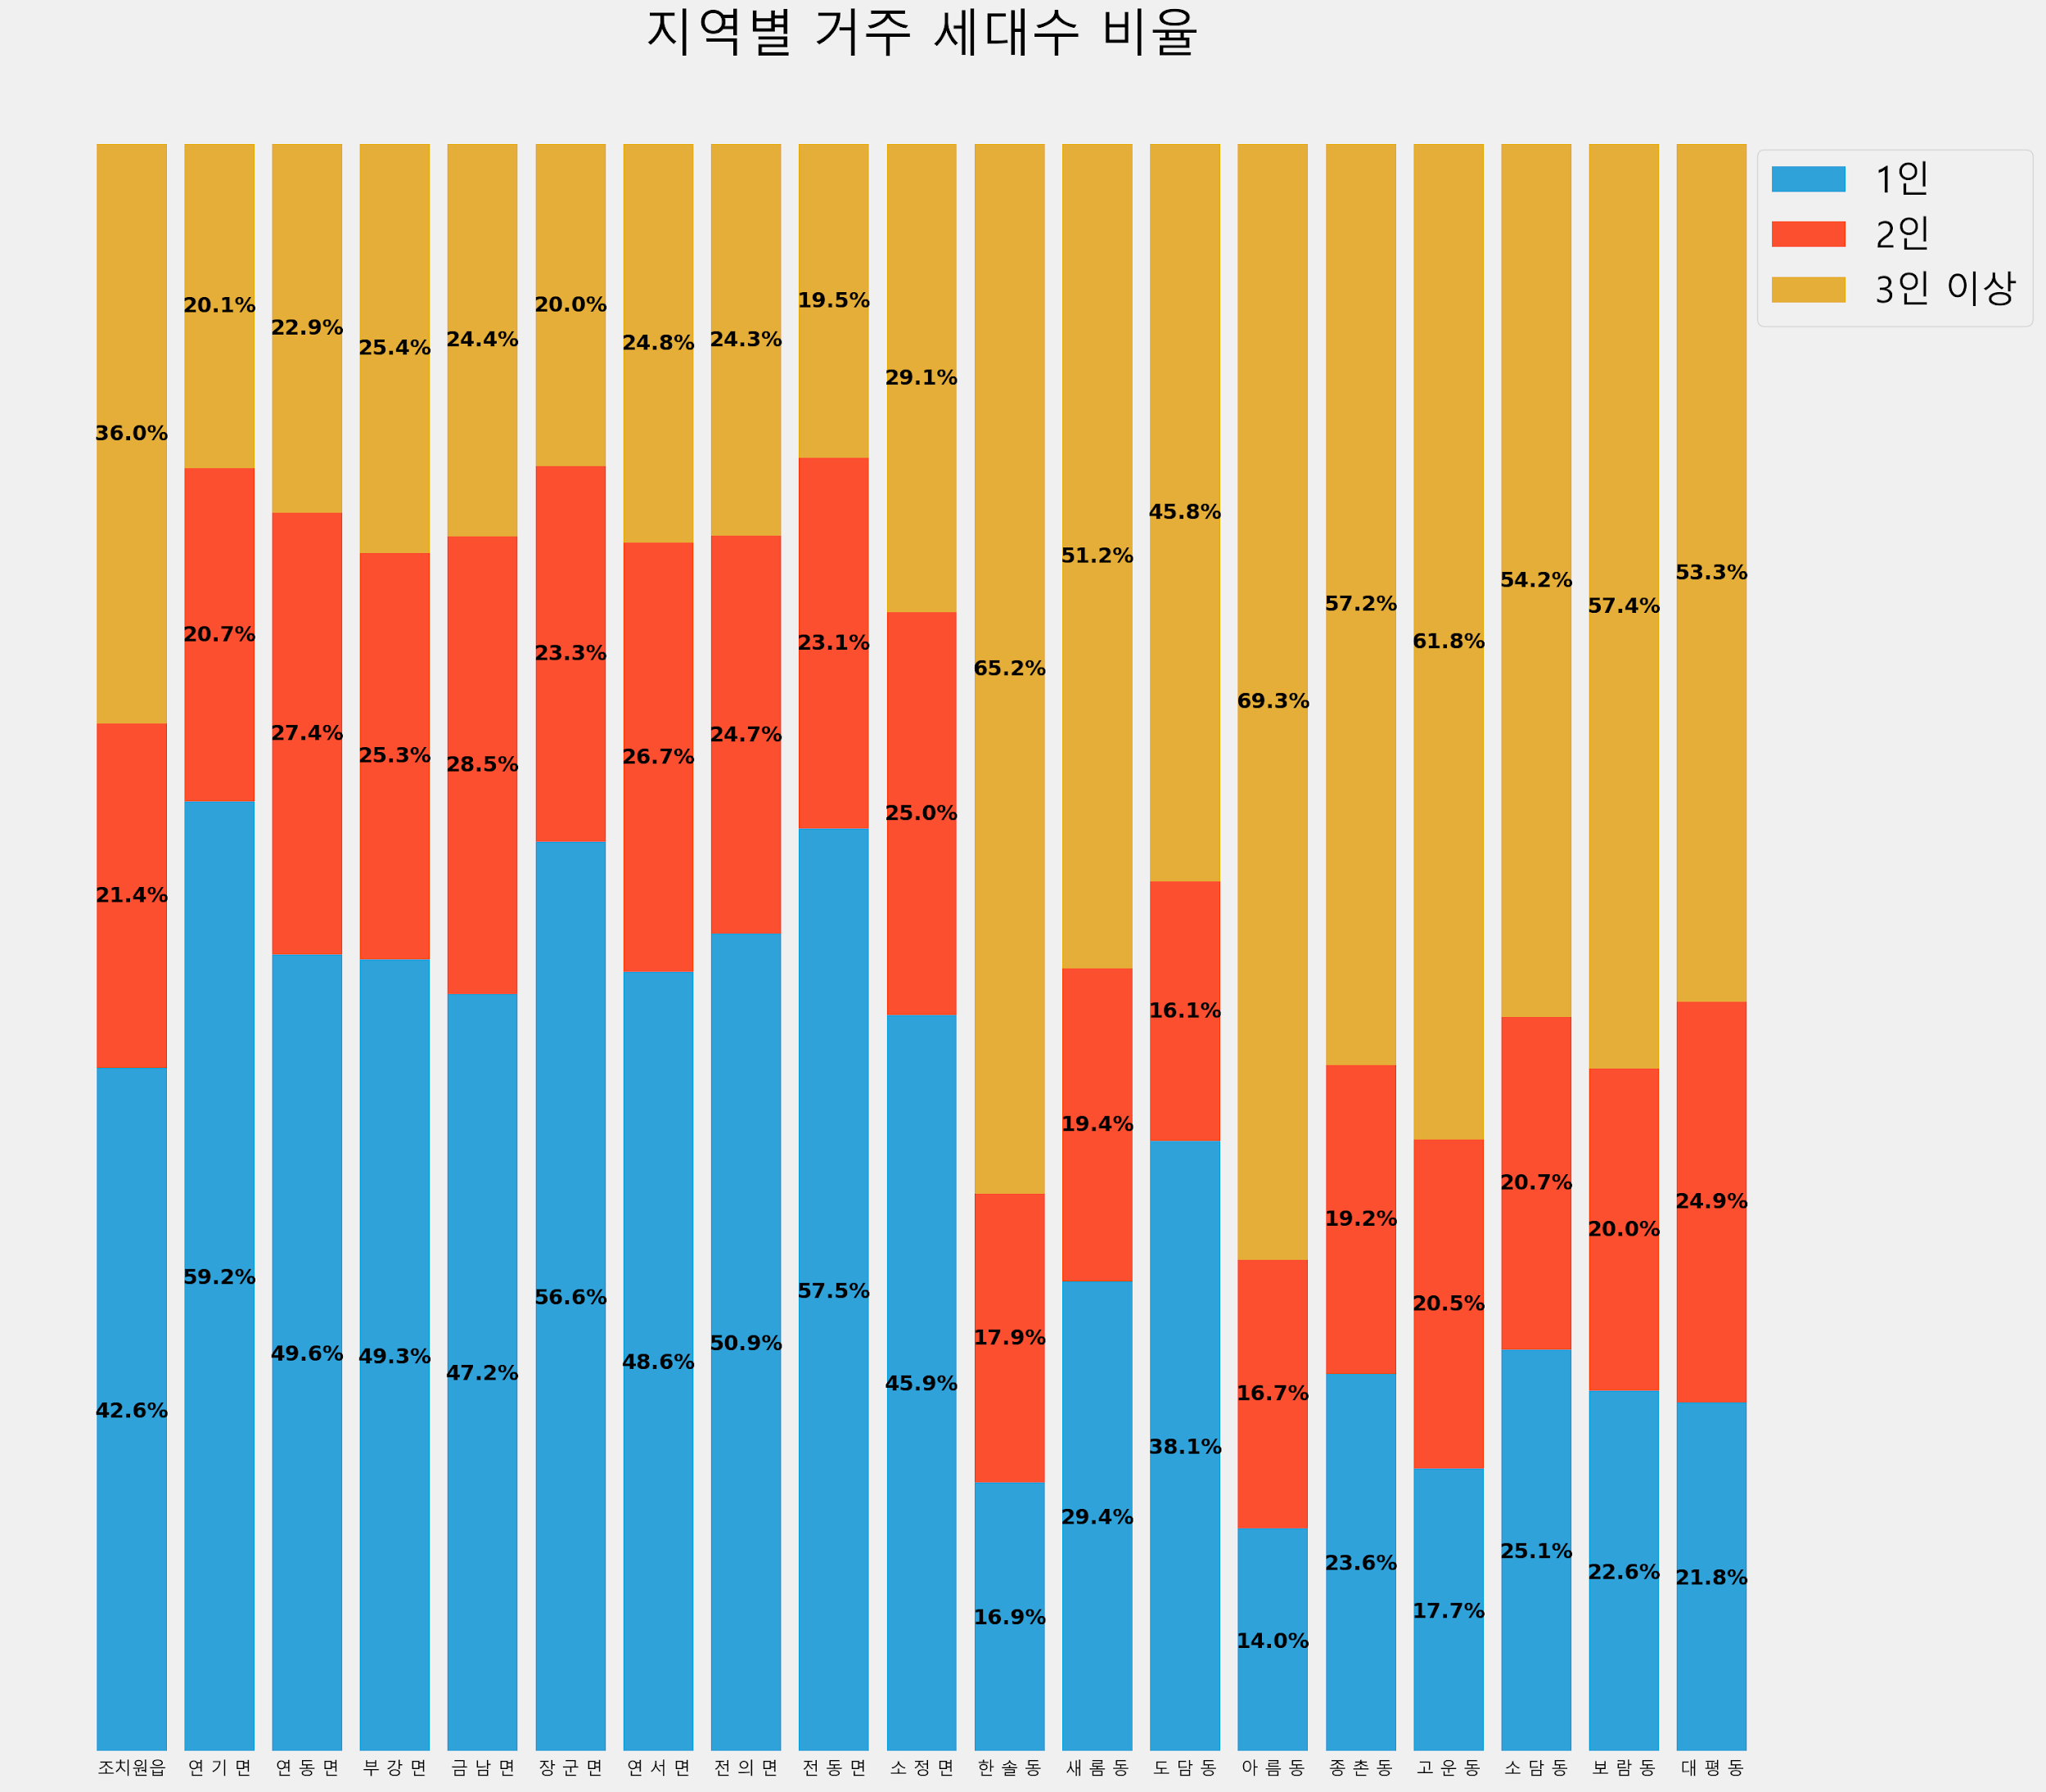 지역별 거주 세대수 비율
1인
2인
3인 이상
36.0% 20.1% 22.9% 25.4% 24.4% 20.0% 24.8% 24.3% 19.5% 29.1% 65.2% 51.2% 45.8% 69.3% 57.2% 61.8% 54.2% 57.4% 53.3%
21.4% 20.7% 27.4% 25.3% 28.5% 23.3% 26.7% 24.7% 23.1% 25.0% 17.9% 19.4% 16.1% 16.7% 19.2% 20.5% 20.7% 20.0% 24.9%
42.6% 59.2% 49.6% 49.3% 47.2% 56.6% 48.6% 50.9% 57.5% 45.9% 16.9% 29.4% 38.1% 14.0% 23.6% 17.7% 25.1% 22.6% 21.8%
조치원읍 연 기 면 연 동 면 부 강 면 금 남 면 장 군 면 연 서 면 전 의 면 전 동 면 소 정 면 한 솔 동 새 롬 동 도 담 동 아 름 동 종 촌 동 고 운 동 소 담 동 보 람 동 대 평 동